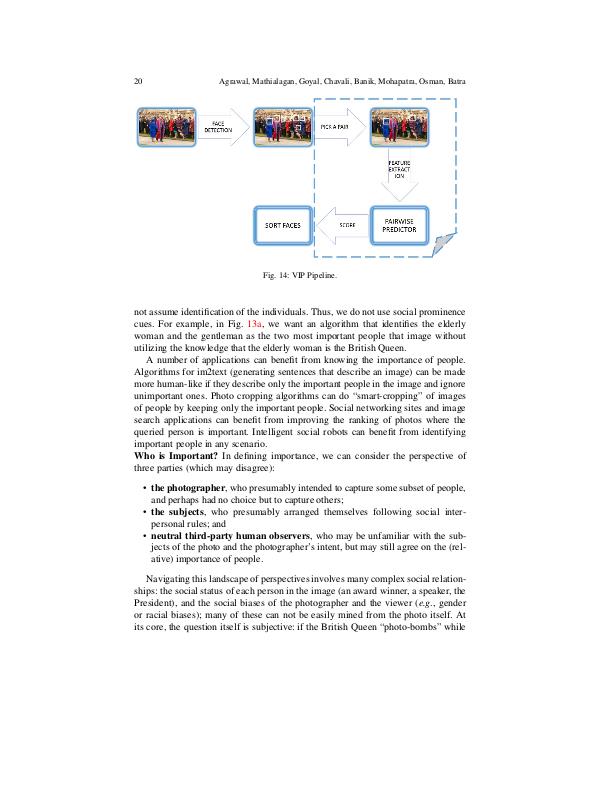 20 Agrawal, Mathialagan, Goyal, Chavali, Banik, Mohapatra, Osman, Batra
FACE
DETECTION
PICK A PAIR
FEATURE
EXTRACT
ION
SORT FACES
SCORE
PAIRWISE
PREDICTOR
Fig. 14: VIP Pipeline.
not assume identification of the individuals. Thus, we do not use social prominence
cues. For example, in Fig. 13a, we want an algorithm that identifies the elderly
woman and the gentleman as the two most important people that image without
utilizing the knowledge that the elderly woman is the British Queen.
A number of applications can benefit from knowing the importance of people.
Algorithms for im2text (generating sentences that describe an image) can be made
more human-like if they describe only the important people in the image and ignore
unimportant ones. Photo cropping algorithms can do “smart-cropping” of images
of people by keeping only the important people. Social networking sites and image
search applications can benefit from improving the ranking of photos where the
queried person is important. Intelligent social robots can benefit from identifying
important people in any scenario.
Who is Important? In defining importance, we can consider the perspective of
three parties (which may disagree):
• the photographer, who presumably intended to capture some subset of people,
and perhaps had no choice but to capture others;
• the subjects, who presumably arranged themselves following social inter-
personal rules; and
• neutral third-party human observers, who may be unfamiliar with the sub-
jects of the photo and the photographer’s intent, but may still agree on the (rel-
ative) importance of people.
Navigating this landscape of perspectives involves many complex social relation-
ships: the social status of each person in the image (an award winner, a speaker, the
President), and the social biases of the photographer and the viewer (e.g., gender
or racial biases); many of these can not be easily mined from the photo itself. At
its core, the question itself is subjective: if the British Queen “photo-bombs” while